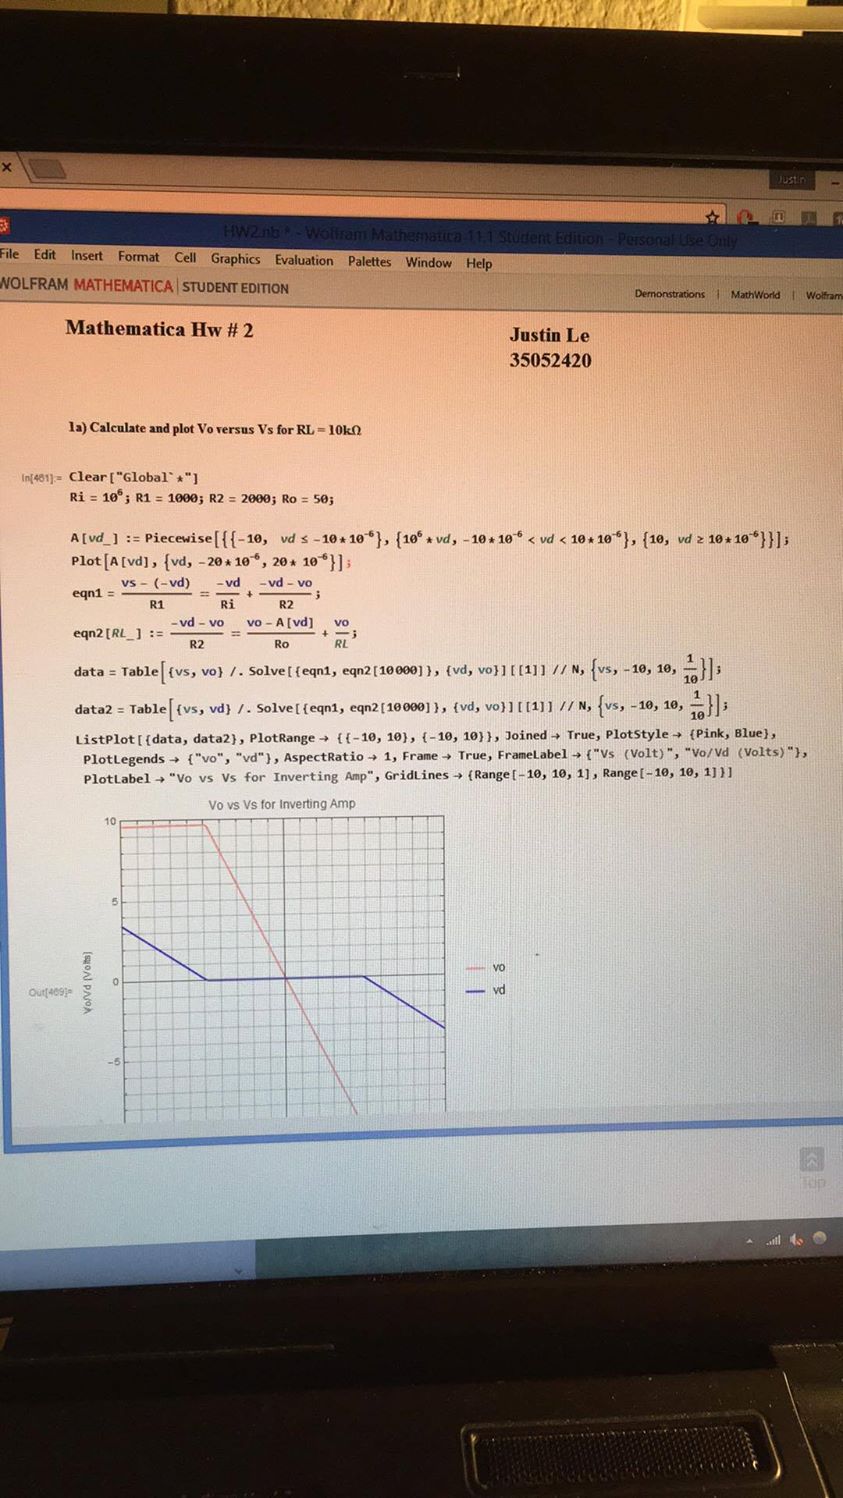 Justin
HW2.nb * - Wolfram Mathematica 11.1 Student Edition - Personal Use Only
File Edit Insert Format Cell Graphics Evaluation Palettes Window Help
WOLFRAM MATHEMATICA | STUDENT EDITION
Demonstrations | MathWorld | Wolfram
Mathematica Hw # 2
Justin Le
35052420
1a) Calculate and plot Vo versus Vs for RL = 10kΩ
In[461]:= Clear["Global`*"]
Ri = 10^6; R1 = 1000; R2 = 2000; Ro = 50;
A[vd_] := Piecewise[{{-10, vd ≤ -10*10^-6}, {10^6 * vd, -10*10^-6 < vd < 10*10^-6}, {10, vd ≥ 10*10^-6}}];
Plot[A[vd], {vd, -20*10^-6, 20* 10^-6}];
eqn1 = (vs - (-vd))/R1 == -vd/Ri + (-vd - vo)/R2;
eqn2[RL_] := (-vd - vo)/R2 == (vo - A[vd])/Ro + vo/RL;
data = Table[{vs, vo} /. Solve[{eqn1, eqn2[10000]}, {vd, vo}][[1]] // N, {vs, -10, 10, 1/10}];
data2 = Table[{vs, vd} /. Solve[{eqn1, eqn2[10000]}, {vd, vo}][[1]] // N, {vs, -10, 10, 1/10}];
ListPlot[{data, data2}, PlotRange → {{-10, 10}, {-10, 10}}, Joined → True, PlotStyle → {Pink, Blue},
PlotLegends → {"vo", "vd"}, AspectRatio → 1, Frame → True, FrameLabel → {"Vs (Volt)", "Vo/Vd (Volts)"},
PlotLabel → "Vo vs Vs for Inverting Amp", GridLines → {Range[-10, 10, 1], Range[-10, 10, 1]}]
Vo vs Vs for Inverting Amp
10
5
0
-5
Vo/Vd (Volts)
Out[469]=
vo
vd
Top